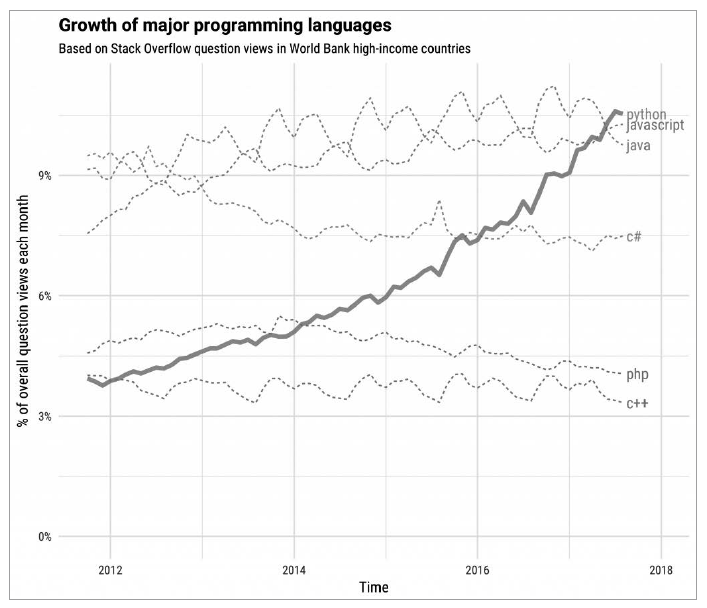 Growth of major programming languages
Based on Stack Overflow question views in World Bank high-income countries
% of overall question views each month
9%
6%
3%
0%
python
javascript
java
c#
php
c++
2012
2014
2016
2018
Time